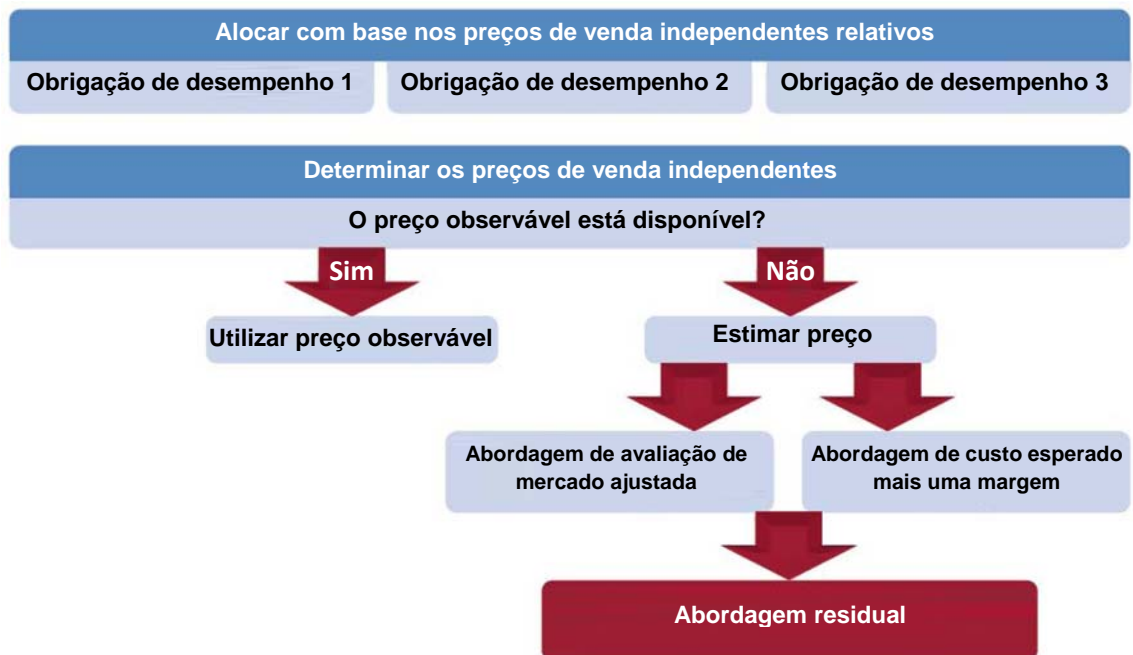 Alocar com base nos preços de venda independentes relativos
Obrigação de desempenho 1
Obrigação de desempenho 2
Obrigação de desempenho 3
Determinar os preços de venda independentes
O preço observável está disponível?
Sim
Não
Utilizar preço observável
Estimar preço
Abordagem de avaliação de
mercado ajustada
Abordagem de custo esperado
mais uma margem
Abordagem residual